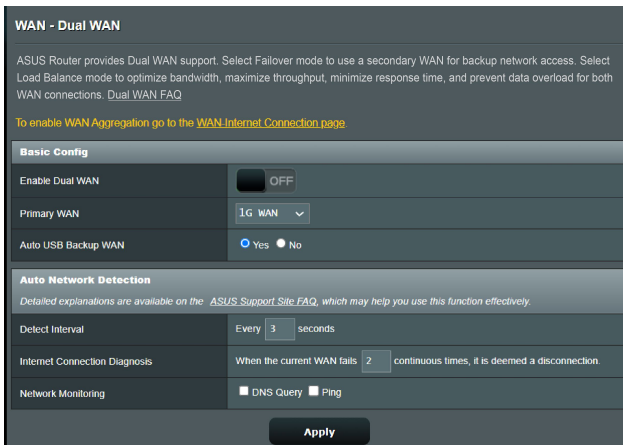 WAN - Dual WAN
ASUS Router provides Dual WAN support. Select Failover mode to use a secondary WAN for backup network access. Select
Load Balance mode to optimize bandwidth, maximize throughput, minimize response time, and prevent data overload for both
WAN connections. Dual WAN FAQ
To enable WAN Aggregation go to the WAN-Internet Connection page.
Basic Config
Enable Dual WAN OFF
Primary WAN 1G WAN
Auto USB Backup WAN Yes No
Auto Network Detection
Detailed explanations are available on the ASUS Support Site FAQ, which may help you use this function effectively.
Detect Interval Every 3 seconds
Internet Connection Diagnosis When the current WAN fails 2 continuous times, it is deemed a disconnection.
Network Monitoring DNS Query Ping
Apply